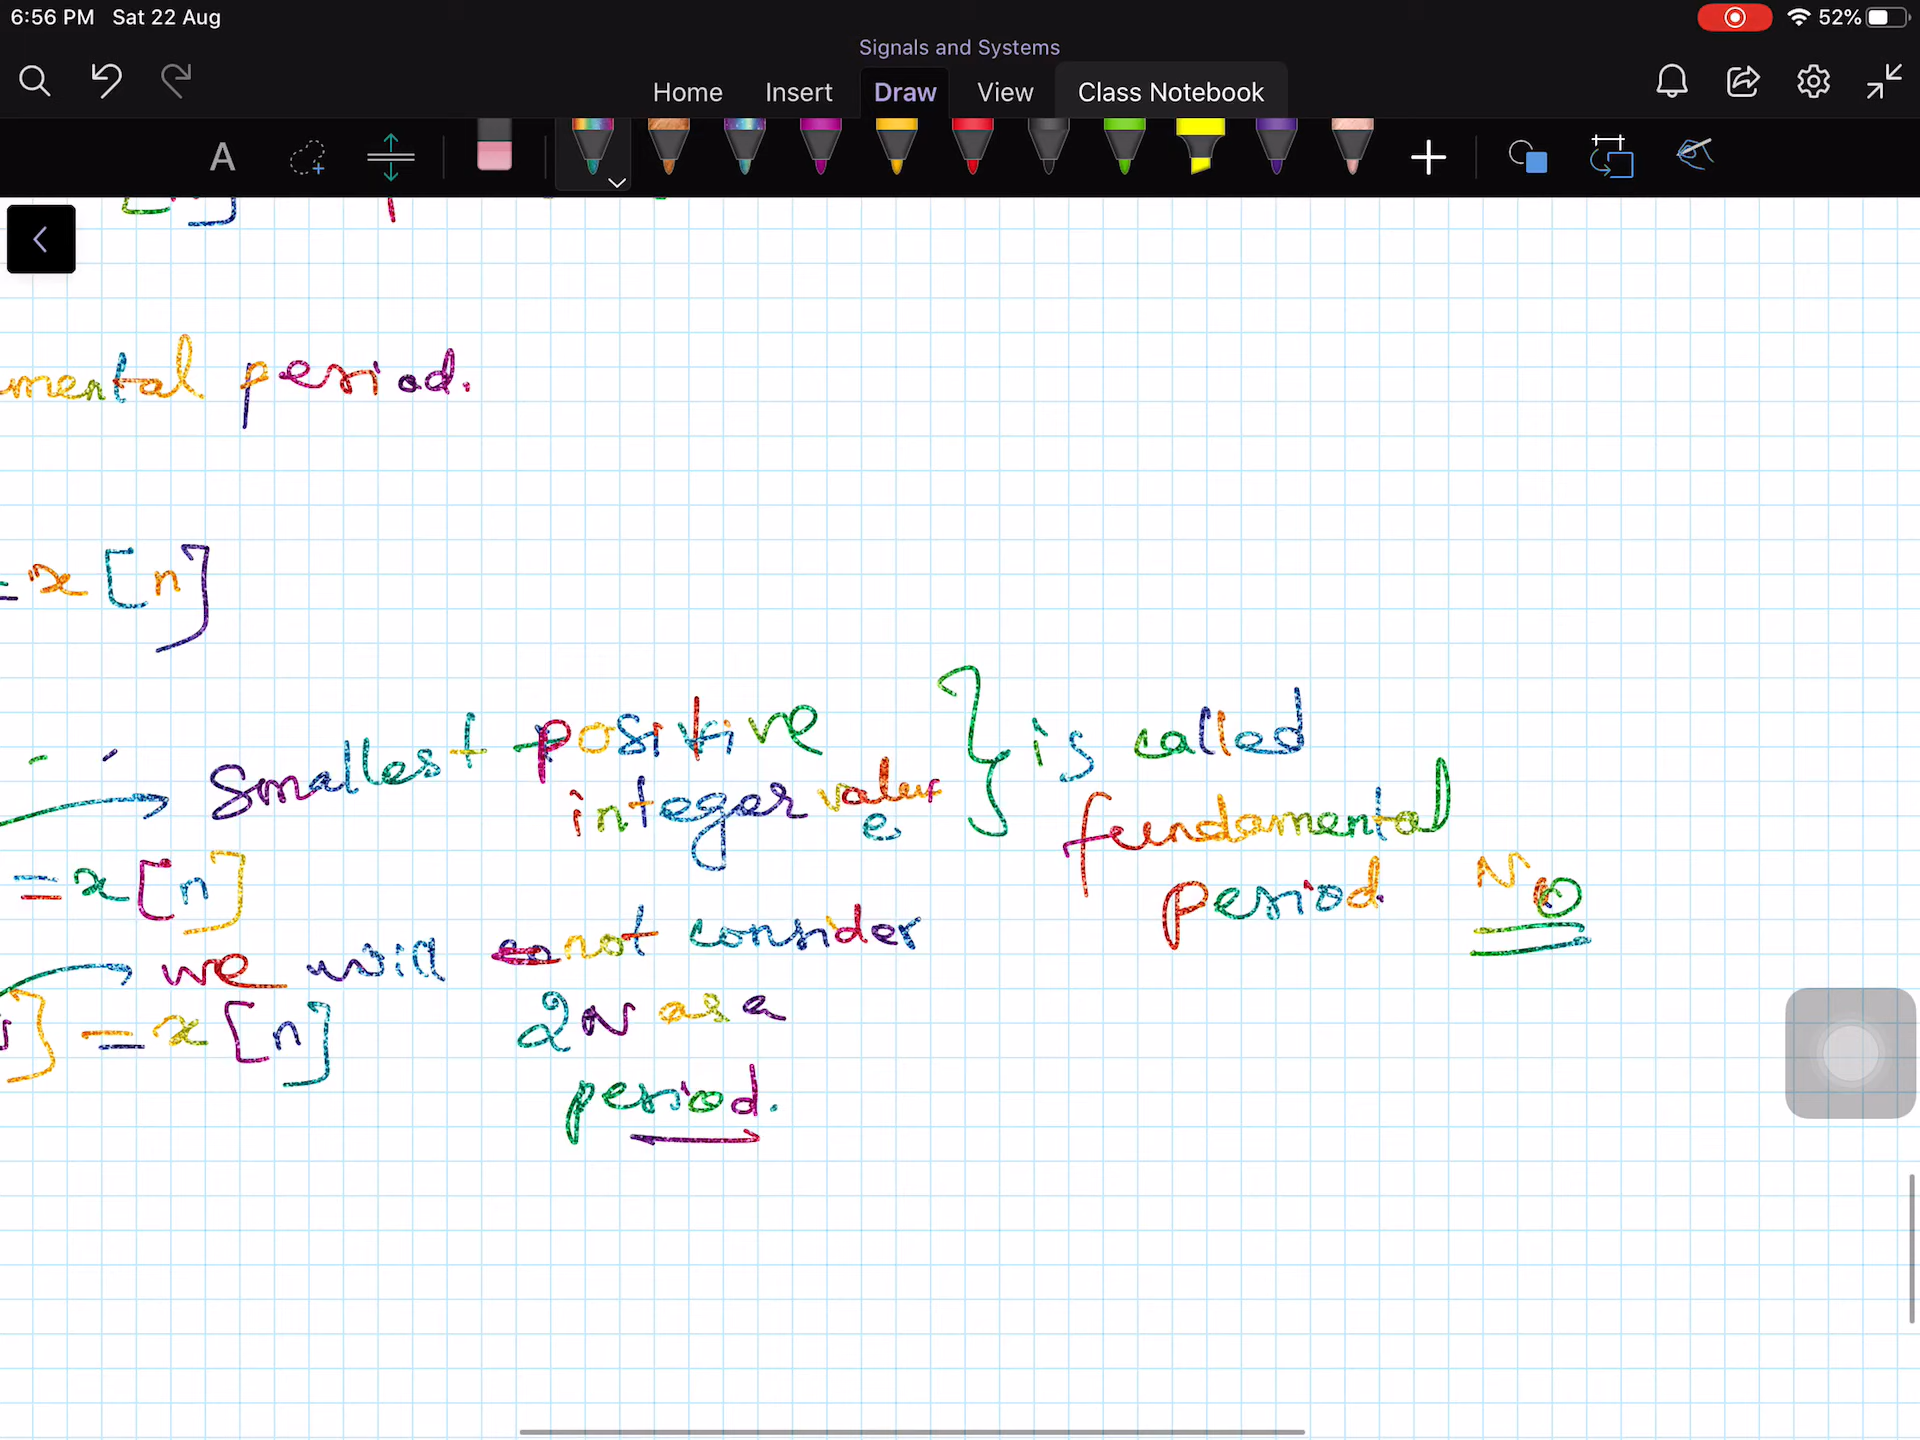 6:56 PM Sat 22 Aug
52%
Signals and Systems
Home Insert Draw View Class Notebook
A
mental period.
= x[n]
Smallest positive
integer value
} is called
fundamental
period. N0
= x[n]
we will not consider
] = x[n]
2N as a
period.